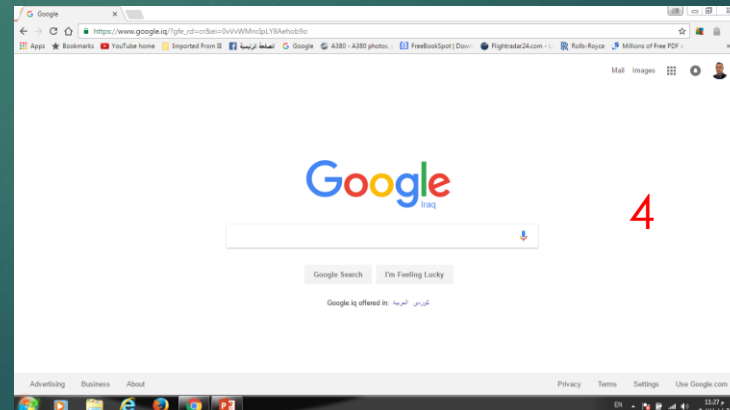 G Google
https://www.google.iq/?gfe_rd=cr&ei=0vVvWMncIpLY8Aehob9o
Apps Bookmarks YouTube home Imported From IE الصفحة الرئيسية Google A380 - A380 photos, FreeBookSpot | Down Flightradar24.com - Li Rolls-Royce Millions of Free PDF
Mail Images
Google
Iraq
4
Google Search I'm Feeling Lucky
Google.iq offered in: العربية كوردی
Advertising Business About Privacy Terms Settings Use Google.com
EN 11:27 م